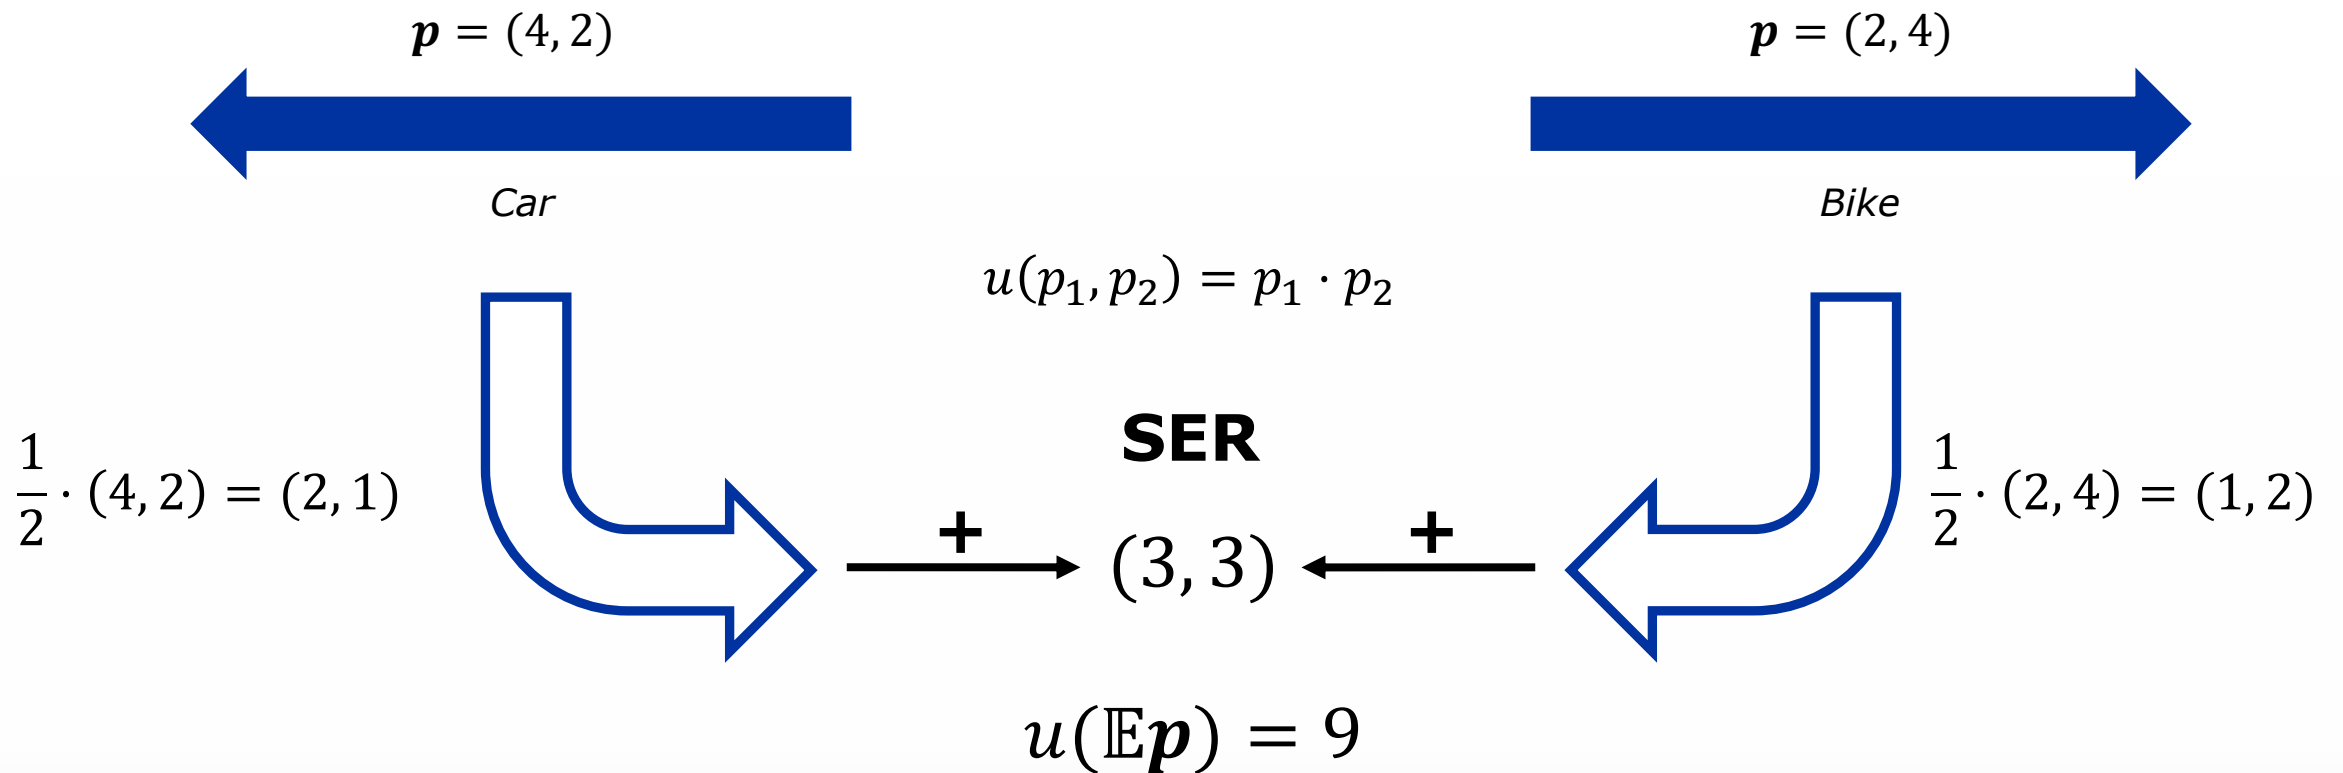 𝒑 = (4, 2)
𝒑 = (2, 4)
Car
Bike
u(p₁, p₂) = p₁ · p₂
SER
1/2 · (4, 2) = (2, 1)
+
(3, 3)
+
1/2 · (2, 4) = (1, 2)
u(𝔼𝒑) = 9